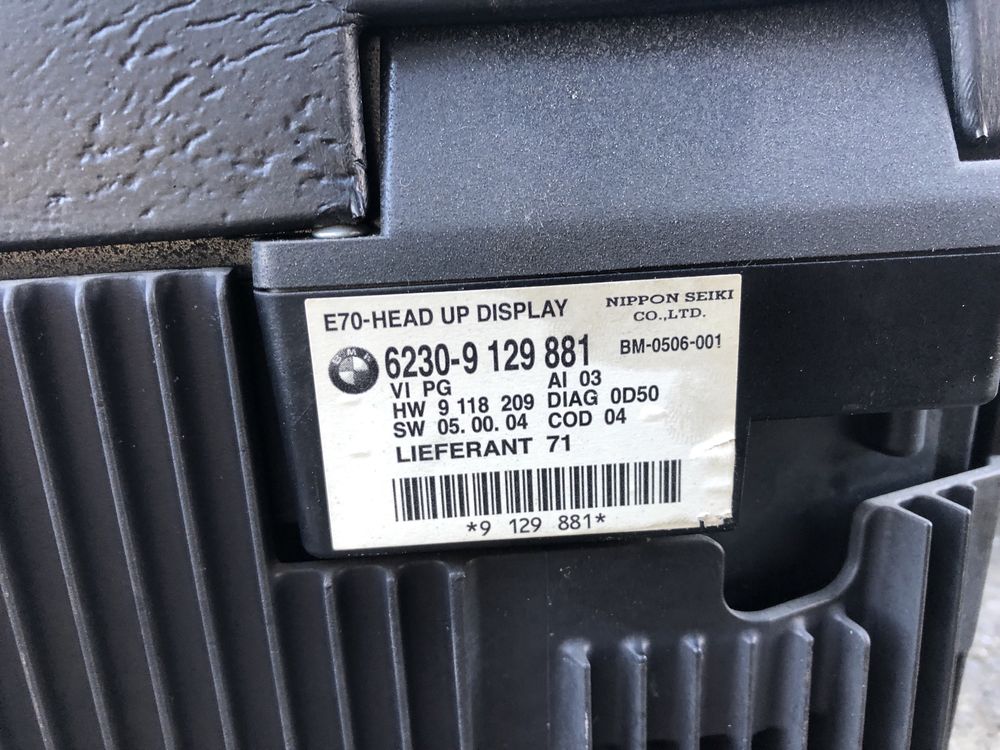 E70-HEAD UP DISPLAY
NIPPON SEIKI
CO.,LTD.
BMW
6230-9 129 881
BM-0506-001
VI PG AI 03
HW 9 118 209 DIAG 0D50
SW 05.00.04 COD 04
LIEFERANT 71
*9 129 881*